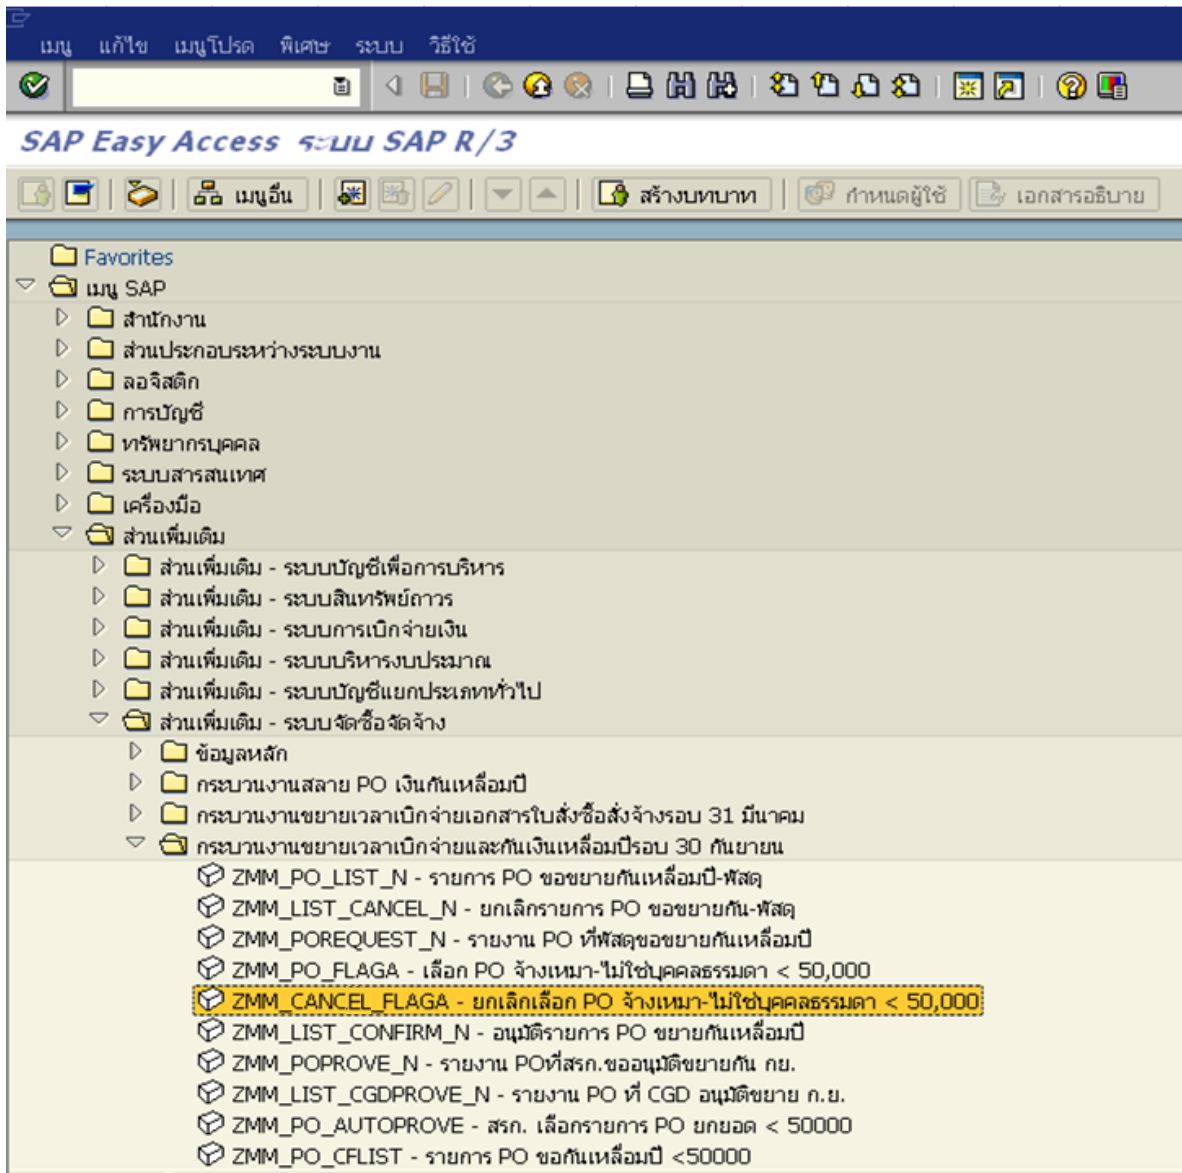 เมนู แก้ไข เมนูโปรด พิเศษ ระบบ วิธีใช้
SAP Easy Access ระบบ SAP R/3
เมนูอื่น สร้างบทบาท กำหนดผู้ใช้ เอกสารอธิบาย
Favorites
เมนู SAP
สำนักงาน
ส่วนประกอบระหว่างระบบงาน
ลอจิสติก
การบัญชี
ทรัพยากรบุคคล
ระบบสารสนเทศ
เครื่องมือ
ส่วนเพิ่มเติม
ส่วนเพิ่มเติม - ระบบบัญชีเพื่อการบริหาร
ส่วนเพิ่มเติม - ระบบสินทรัพย์ถาวร
ส่วนเพิ่มเติม - ระบบการเบิกจ่ายเงิน
ส่วนเพิ่มเติม - ระบบบริหารงบประมาณ
ส่วนเพิ่มเติม - ระบบบัญชีแยกประเภททั่วไป
ส่วนเพิ่มเติม - ระบบจัดซื้อจัดจ้าง
ข้อมูลหลัก
กระบวนงานสลาย PO เงินกันเหลื่อมปี
กระบวนงานขยายเวลาเบิกจ่ายเอกสารใบสั่งซื้อสั่งจ้างรอบ 31 มีนาคม
กระบวนงานขยายเวลาเบิกจ่ายและกันเงินเหลื่อมปีรอบ 30 กันยายน
ZMM_PO_LIST_N - รายการ PO ขอขยายกันเหลื่อมปี-พัสดุ
ZMM_LIST_CANCEL_N - ยกเลิกรายการ PO ขอขยายกัน-พัสดุ
ZMM_POREQUEST_N - รายงาน PO ที่พัสดุขอขยายกันเหลื่อมปี
ZMM_PO_FLAGA - เลือก PO จ้างเหมา-ไม่ใช่บุคคลธรรมดา < 50,000
ZMM_CANCEL_FLAGA - ยกเลิกเลือก PO จ้างเหมา-ไม่ใช่บุคคลธรรมดา < 50,000
ZMM_LIST_CONFIRM_N - อนุมัติรายการ PO ขยายกันเหลื่อมปี
ZMM_POPROVE_N - รายงาน POที่สรก.ขออนุมัติขยายกัน กย.
ZMM_LIST_CGDPROVE_N - รายงาน PO ที่ CGD อนุมัติขยาย ก.ย.
ZMM_PO_AUTOPROVE - สรก. เลือกรายการ PO ยกยอด < 50000
ZMM_PO_CFLIST - รายการ PO ขอกันเหลื่อมปี <50000